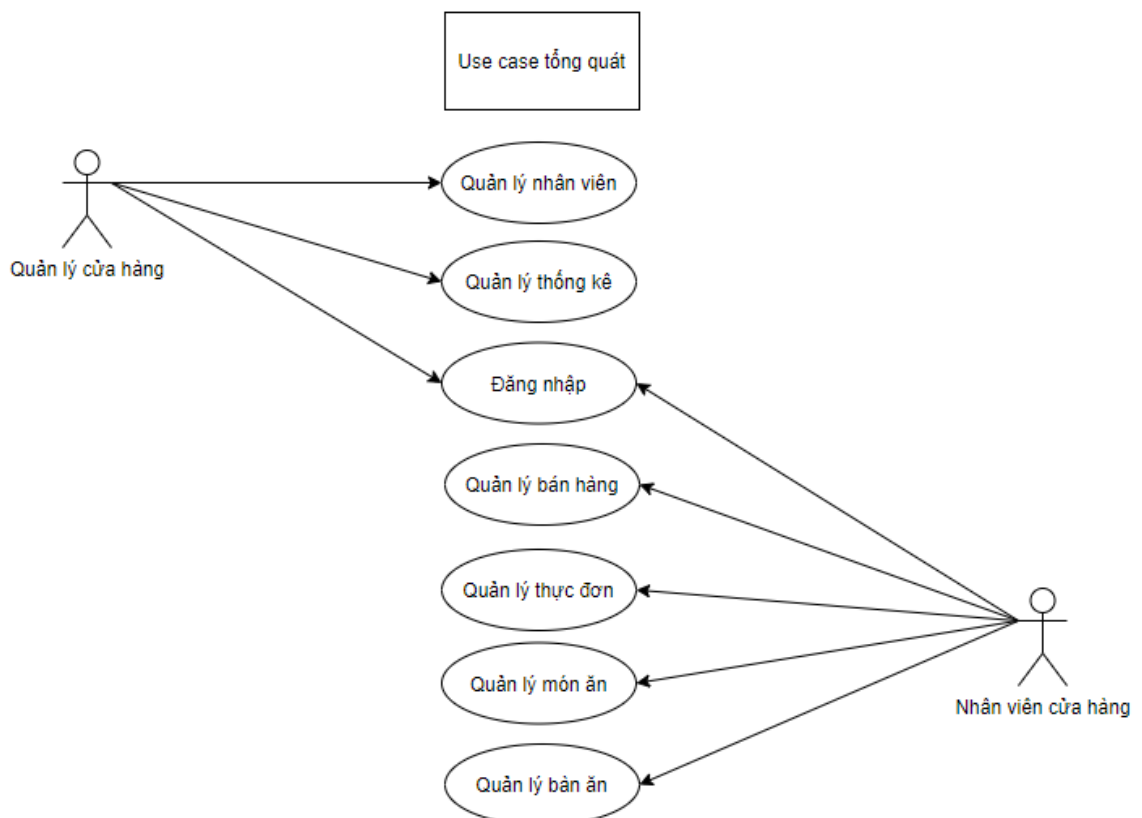 Use case tổng quát
Quản lý nhân viên
Quản lý cửa hàng
Quản lý thống kê
Đăng nhập
Quản lý bán hàng
Quản lý thực đơn
Quản lý món ăn
Nhân viên cửa hàng
Quản lý bàn ăn